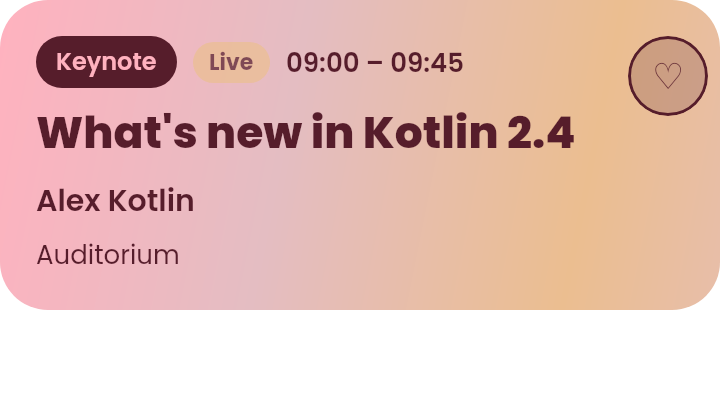 Keynote Live 09:00 – 09:45
What's new in Kotlin 2.4
Alex Kotlin
Auditorium